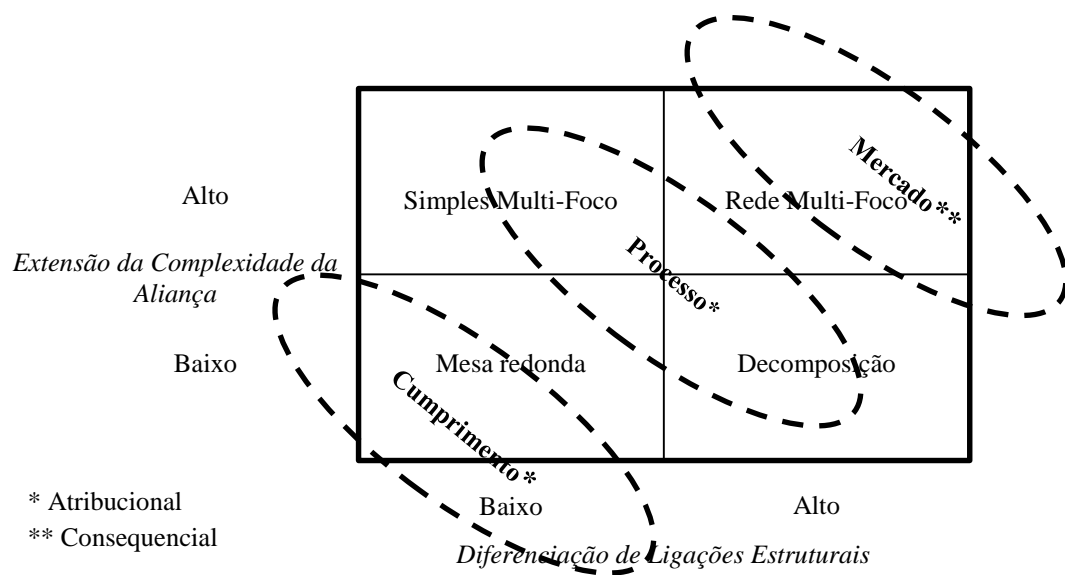 Mercado**
Alto
Simples Multi-Foco
Rede Multi-Foco
Processo*
Extensão da Complexidade da
Aliança
Baixo
Mesa redonda
Decomposição
Cumprimento*
* Atribucional
Baixo
Alto
** Consequencial
Diferenciação de Ligações Estruturais